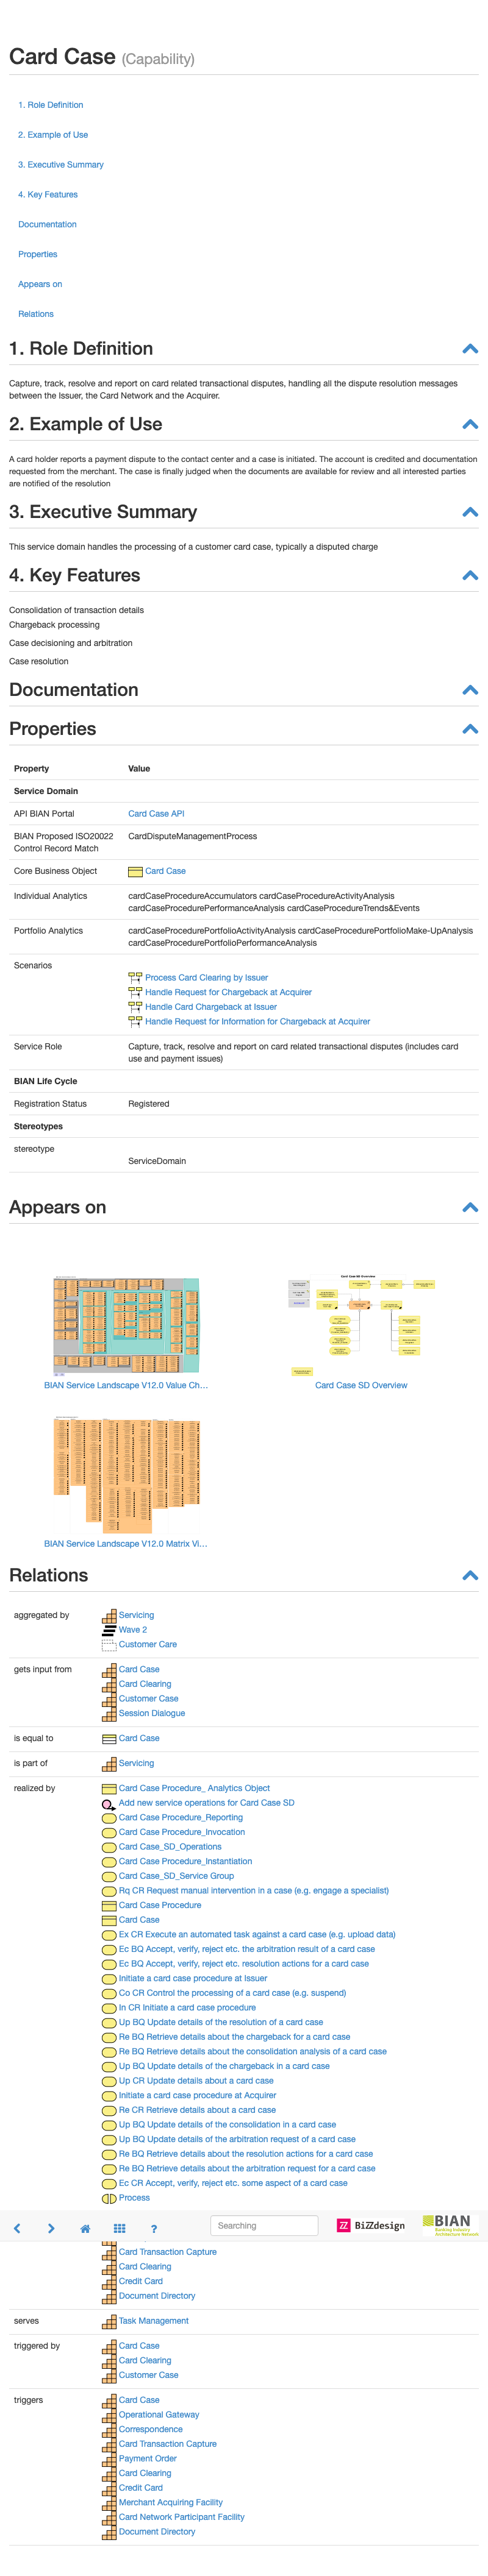 Card Case (Capability)
1. Role Definition
2. Example of Use
3. Executive Summary
4. Key Features
Documentation
Properties
Appears on
Relations
1. Role Definition
Capture, track, resolve and report on card related transactional disputes, handling all the dispute resolution messages
between the Issuer, the Card Network and the Acquirer.
2. Example of Use
A card holder reports a payment dispute to the contact center and a case is initiated. The account is credited and documentation
requested from the merchant. The case is finally judged when the documents are available for review and all interested parties
are notified of the resolution
3. Executive Summary
This service domain handles the processing of a customer card case, typically a disputed charge
4. Key Features
Consolidation of transaction details
Chargeback processing
Case decisioning and arbitration
Case resolution
Documentation
Properties
Property Value
Service Domain
API BIAN Portal Card Case API
BIAN Proposed ISO20022 CardDisputeManagementProcess
Control Record Match
Core Business Object Card Case
Individual Analytics cardCaseProcedureAccumulators cardCaseProcedureActivityAnalysis
cardCaseProcedurePerformanceAnalysis cardCaseProcedureTrends&Events
Portfolio Analytics cardCaseProcedurePortfolioActivityAnalysis cardCaseProcedurePortfolioMake-UpAnalysis
cardCaseProcedurePortfolioPerformanceAnalysis
Scenarios
Process Card Clearing by Issuer
Handle Request for Chargeback at Acquirer
Handle Card Chargeback at Issuer
Handle Request for Information for Chargeback at Acquirer
Service Role Capture, track, resolve and report on card related transactional disputes (includes card
use and payment issues)
BIAN Life Cycle
Registration Status Registered
Stereotypes
stereotype
ServiceDomain
Appears on
Card Case SD Overview
BIAN Service Landscape V12.0 Value Ch... Card Case SD Overview
BIAN Service Landscape V12.0 Matrix Vi...
Relations
aggregated by Servicing
Wave 2
Customer Care
gets input from Card Case
Card Clearing
Customer Case
Session Dialogue
is equal to Card Case
is part of Servicing
realized by Card Case Procedure_ Analytics Object
Add new service operations for Card Case SD
Card Case Procedure_Reporting
Card Case Procedure_Invocation
Card Case_SD_Operations
Card Case Procedure_Instantiation
Card Case_SD_Service Group
Rq CR Request manual intervention in a case (e.g. engage a specialist)
Card Case Procedure
Card Case
Ex CR Execute an automated task against a card case (e.g. upload data)
Ec BQ Accept, verify, reject etc. the arbitration result of a card case
Ec BQ Accept, verify, reject etc. resolution actions for a card case
Initiate a card case procedure at Issuer
Co CR Control the processing of a card case (e.g. suspend)
In CR Initiate a card case procedure
Up BQ Update details of the resolution of a card case
Re BQ Retrieve details about the chargeback for a card case
Re BQ Retrieve details about the consolidation analysis of a card case
Up BQ Update details of the chargeback in a card case
Up CR Update details about a card case
Initiate a card case procedure at Acquirer
Re CR Retrieve details about a card case
Up BQ Update details of the consolidation in a card case
Up BQ Update details of the arbitration request of a card case
Re BQ Retrieve details about the resolution actions for a card case
Re BQ Retrieve details about the arbitration request for a card case
Ec CR Accept, verify, reject etc. some aspect of a card case
Process
? Searching BiZZdesign BIAN
Banking Industry
Architecture Network
Card Transaction Capture
Card Clearing
Credit Card
Document Directory
serves Task Management
triggered by Card Case
Card Clearing
Customer Case
triggers Card Case
Operational Gateway
Correspondence
Card Transaction Capture
Payment Order
Card Clearing
Credit Card
Merchant Acquiring Facility
Card Network Participant Facility
Document Directory